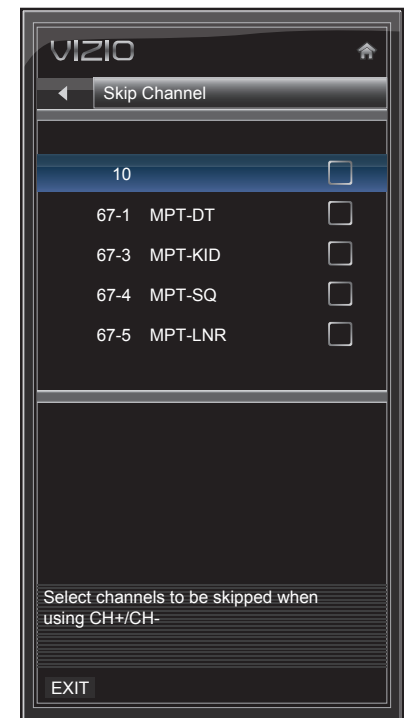 VIZIO
Skip Channel
10
67-1 MPT-DT
67-3 MPT-KID
67-4 MPT-SQ
67-5 MPT-LNR
Select channels to be skipped when
using CH+/CH-
EXIT